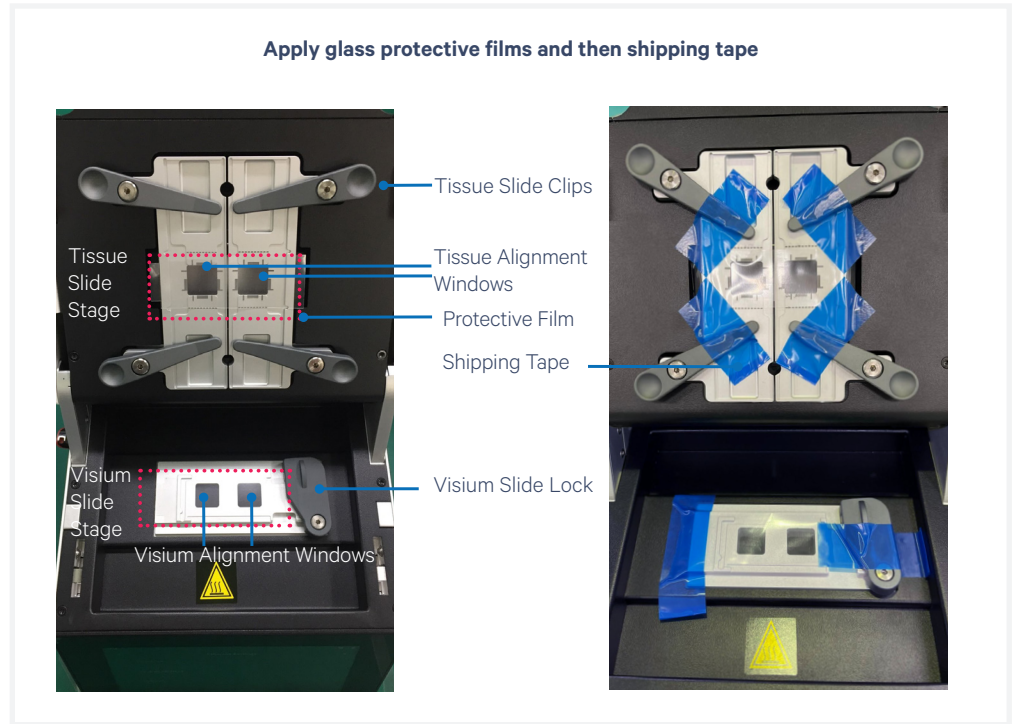 Apply glass protective films and then shipping tape
Tissue Slide Clips
Tissue
Slide
Stage
Tissue Alignment
Windows
Protective Film
Shipping Tape
Visium
Slide
Stage
Visium Slide Lock
Visium Alignment Windows